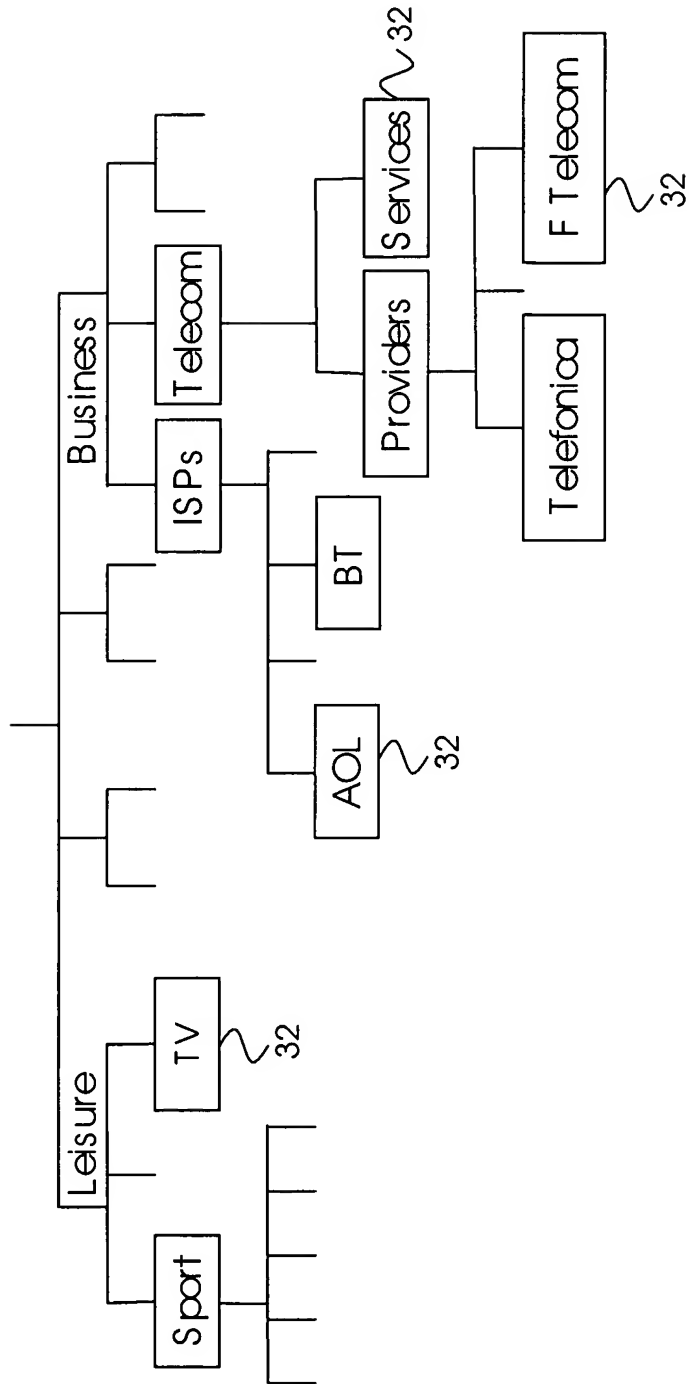 Leisure
Business
Sport
TV
32
ISPs
Telecom
AOL
32
BT
Providers
Services
32
Telefonica
F Telecom
32